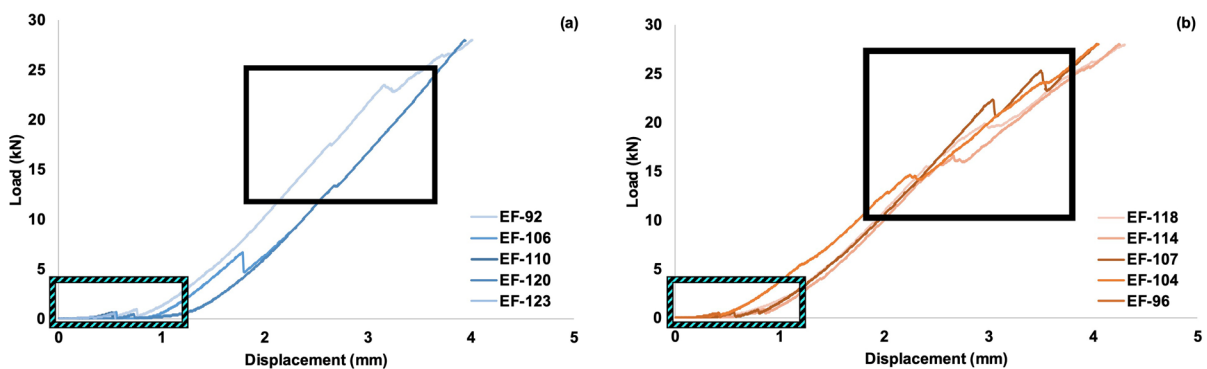 (a)
30
25
20
15
10
5
0
Load (kN)
EF-92
EF-106
EF-110
EF-120
EF-123
0 1 2 3 4 5
Displacement (mm)
(b)
30
25
20
15
10
5
0
Load (kN)
EF-118
EF-114
EF-107
EF-104
EF-96
0 1 2 3 4 5
Displacement (mm)